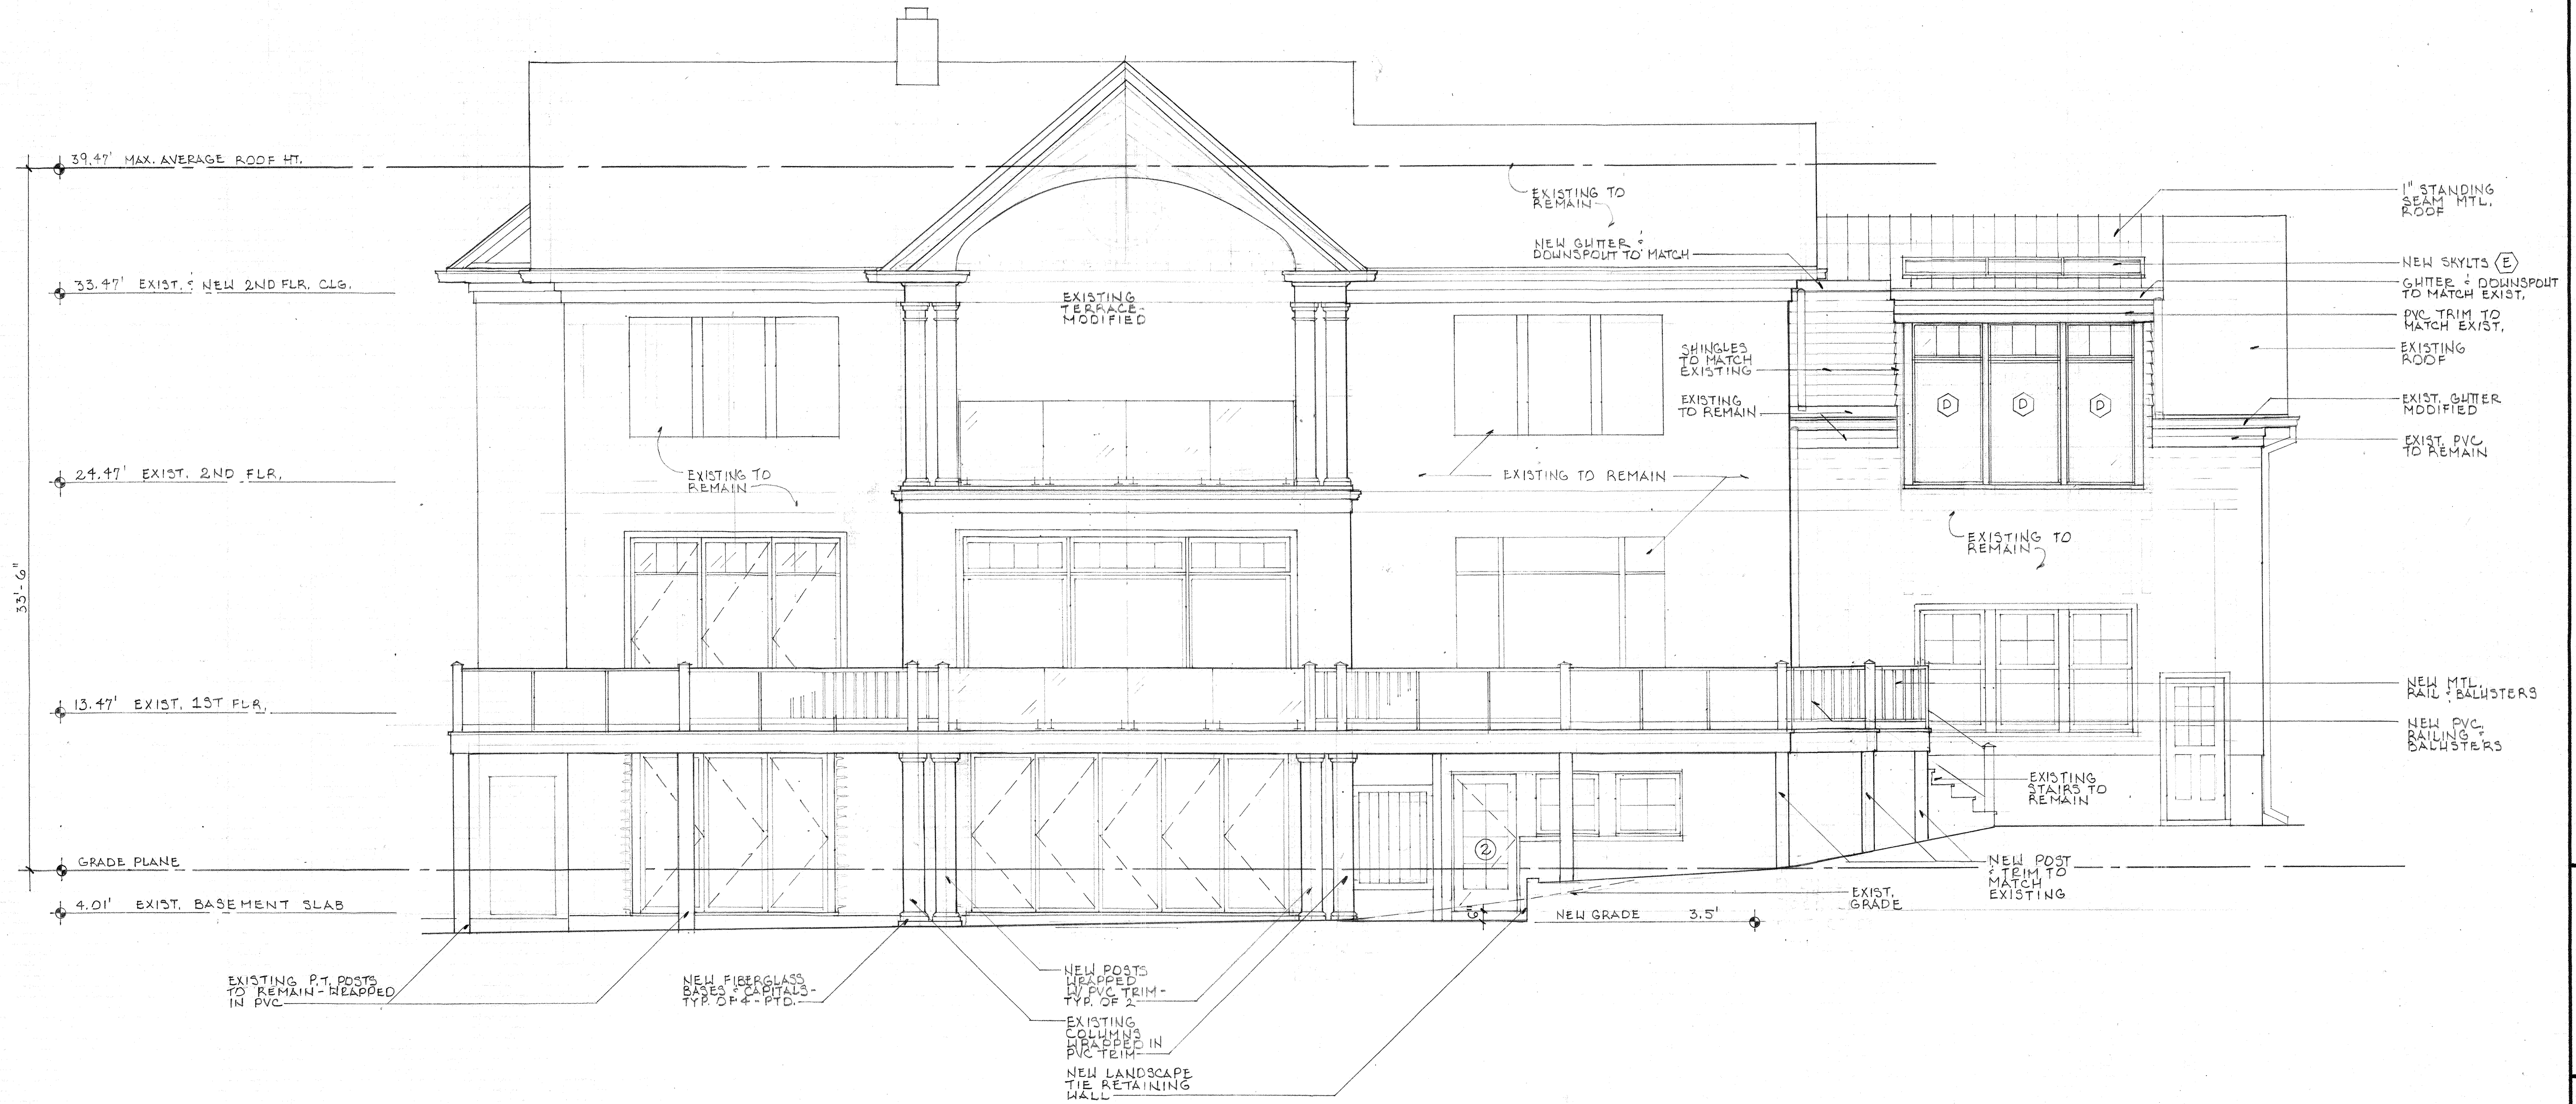 39.47' MAX. AVERAGE ROOF HT.
33.47' EXIST. & NEW 2ND FLR. CLG.
24.47' EXIST. 2ND FLR.
33'-6"
13.47' EXIST. 1ST FLR.
GRADE PLANE
4.01' EXIST. BASEMENT SLAB
EXISTING TO
REMAIN
NEW GUTTER &
DOWNSPOUT TO MATCH
EXISTING
TERRACE-
MODIFIED
SHINGLES
TO MATCH
EXISTING
EXISTING
TO REMAIN
EXISTING TO
REMAIN
EXISTING TO REMAIN
D
D
D
EXISTING TO
REMAIN
1" STANDING
SEAM MTL.
ROOF
NEW SKYLTS E
GUTTER & DOWNSPOUT
TO MATCH EXIST.
PVC TRIM TO
MATCH EXIST.
EXISTING
ROOF
EXIST. GUTTER
MODIFIED
EXIST. PVC
TO REMAIN
NEW MTL.
RAIL & BALUSTERS
NEW PVC
RAILING &
BALUSTERS
EXISTING
STAIRS TO
REMAIN
2
NEW POST
& TRIM TO
MATCH
EXISTING
EXIST.
GRADE
6"
NEW GRADE 3.5'
EXISTING P.T. POSTS
TO REMAIN - WRAPPED
IN PVC
NEW FIBERGLASS
BASES & CAPITALS -
TYP. OF 4 - PTD.
NEW POSTS
WRAPPED
W/ PVC TRIM -
TYP. OF 2
EXISTING
COLUMNS
WRAPPED IN
PVC TRIM
NEW LANDSCAPE
TIE RETAINING
WALL